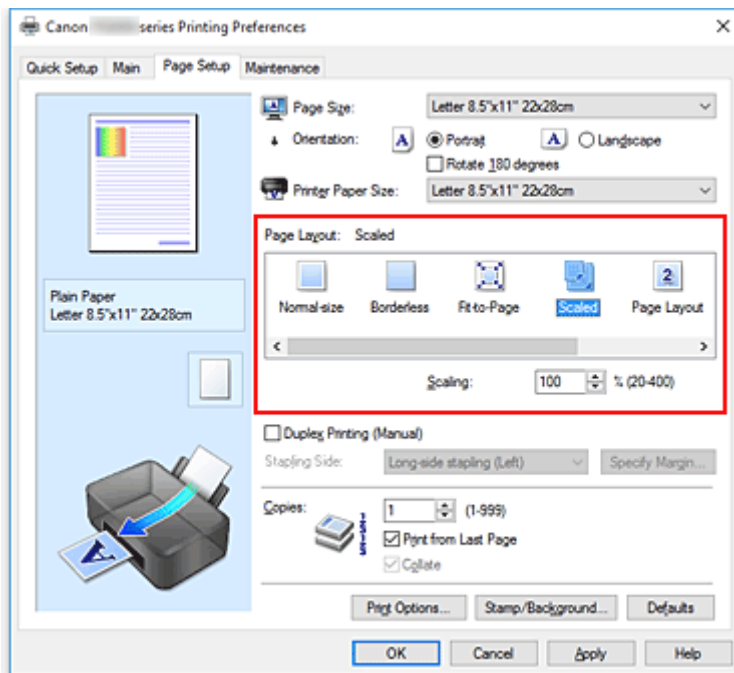 Canon series Printing Preferences
Quick Setup Main Page Setup Maintenance
Page Size: Letter 8.5"x11" 22x28cm
Orientation: A Portrait A Landscape
Rotate 180 degrees
Printer Paper Size: Letter 8.5"x11" 22x28cm
Page Layout: Scaled
Normal-size Borderless Fit-to-Page Scaled 2 Page Layout
Scaling: 100 % (20-400)
Plain Paper
Letter 8.5"x11" 22x28cm
Duplex Printing (Manual)
Stapling Side: Long-side stapling (Left) Specify Margin...
Copies: 1 (1-999)
Print from Last Page
Collate
A
Print Options... Stamp/Background... Defaults
OK Cancel Apply Help